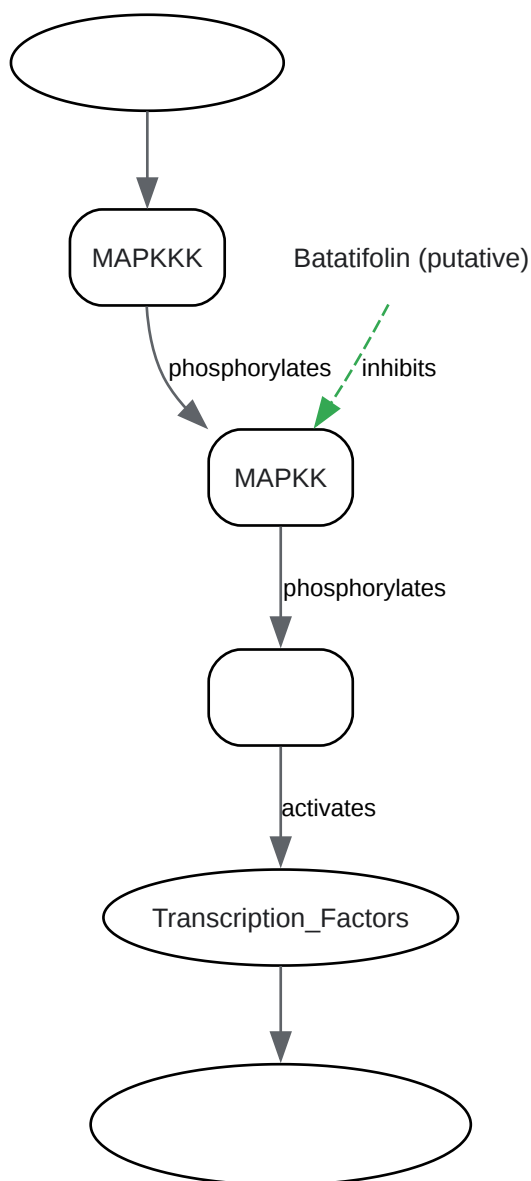 MAPKKK
Batatifolin (putative)
phosphorylates
inhibits
MAPKK
phosphorylates
activates
Transcription_Factors